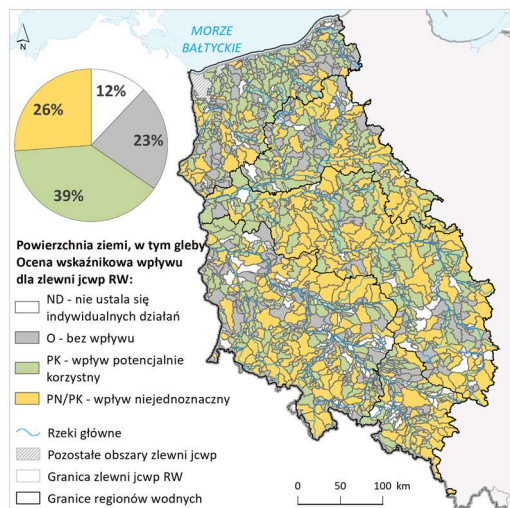 MORZE
BAŁTYCKIE
N
12%
26%
23%
39%
Powierzchnia ziemi, w tym gleby
Ocena wskaźnikowa wpływu
dla zlewni jcwp RW:
ND - nie ustala się
indywidualnych działań
O - bez wpływu
PK - wpływ potencjalnie
korzystny
PN/PK - wpływ niejednoznaczny
Rzeki główne
Pozostałe obszary zlewni jcwp
Granica zlewni jcwp RW
Granice regionów wodnych
0 50 100 km